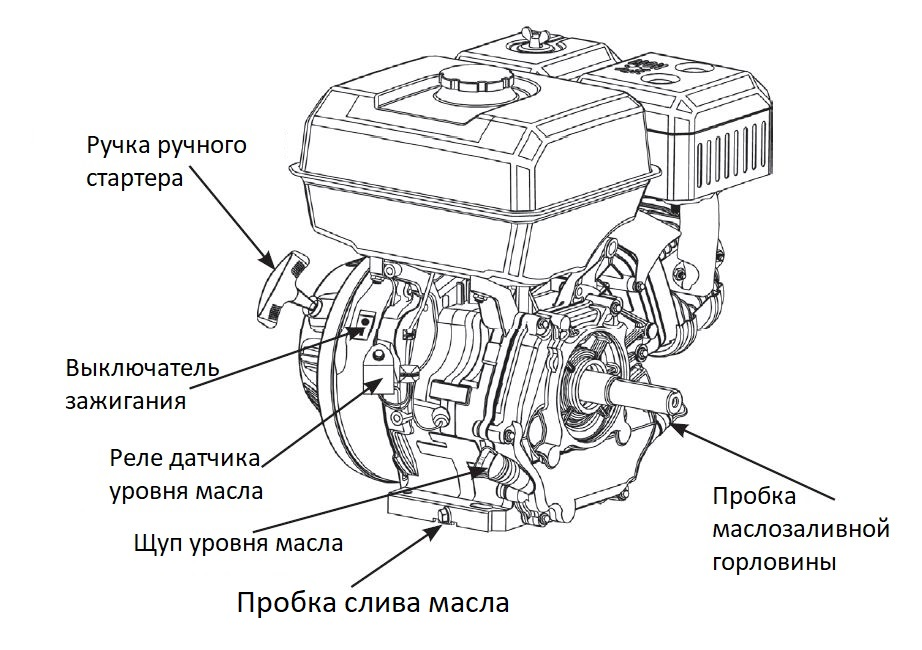 Ручка ручного
стартера
Выключатель
зажигания
Реле датчика
уровня масла
Щуп уровня масла
Пробка слива масла
Пробка
маслозаливной
горловины